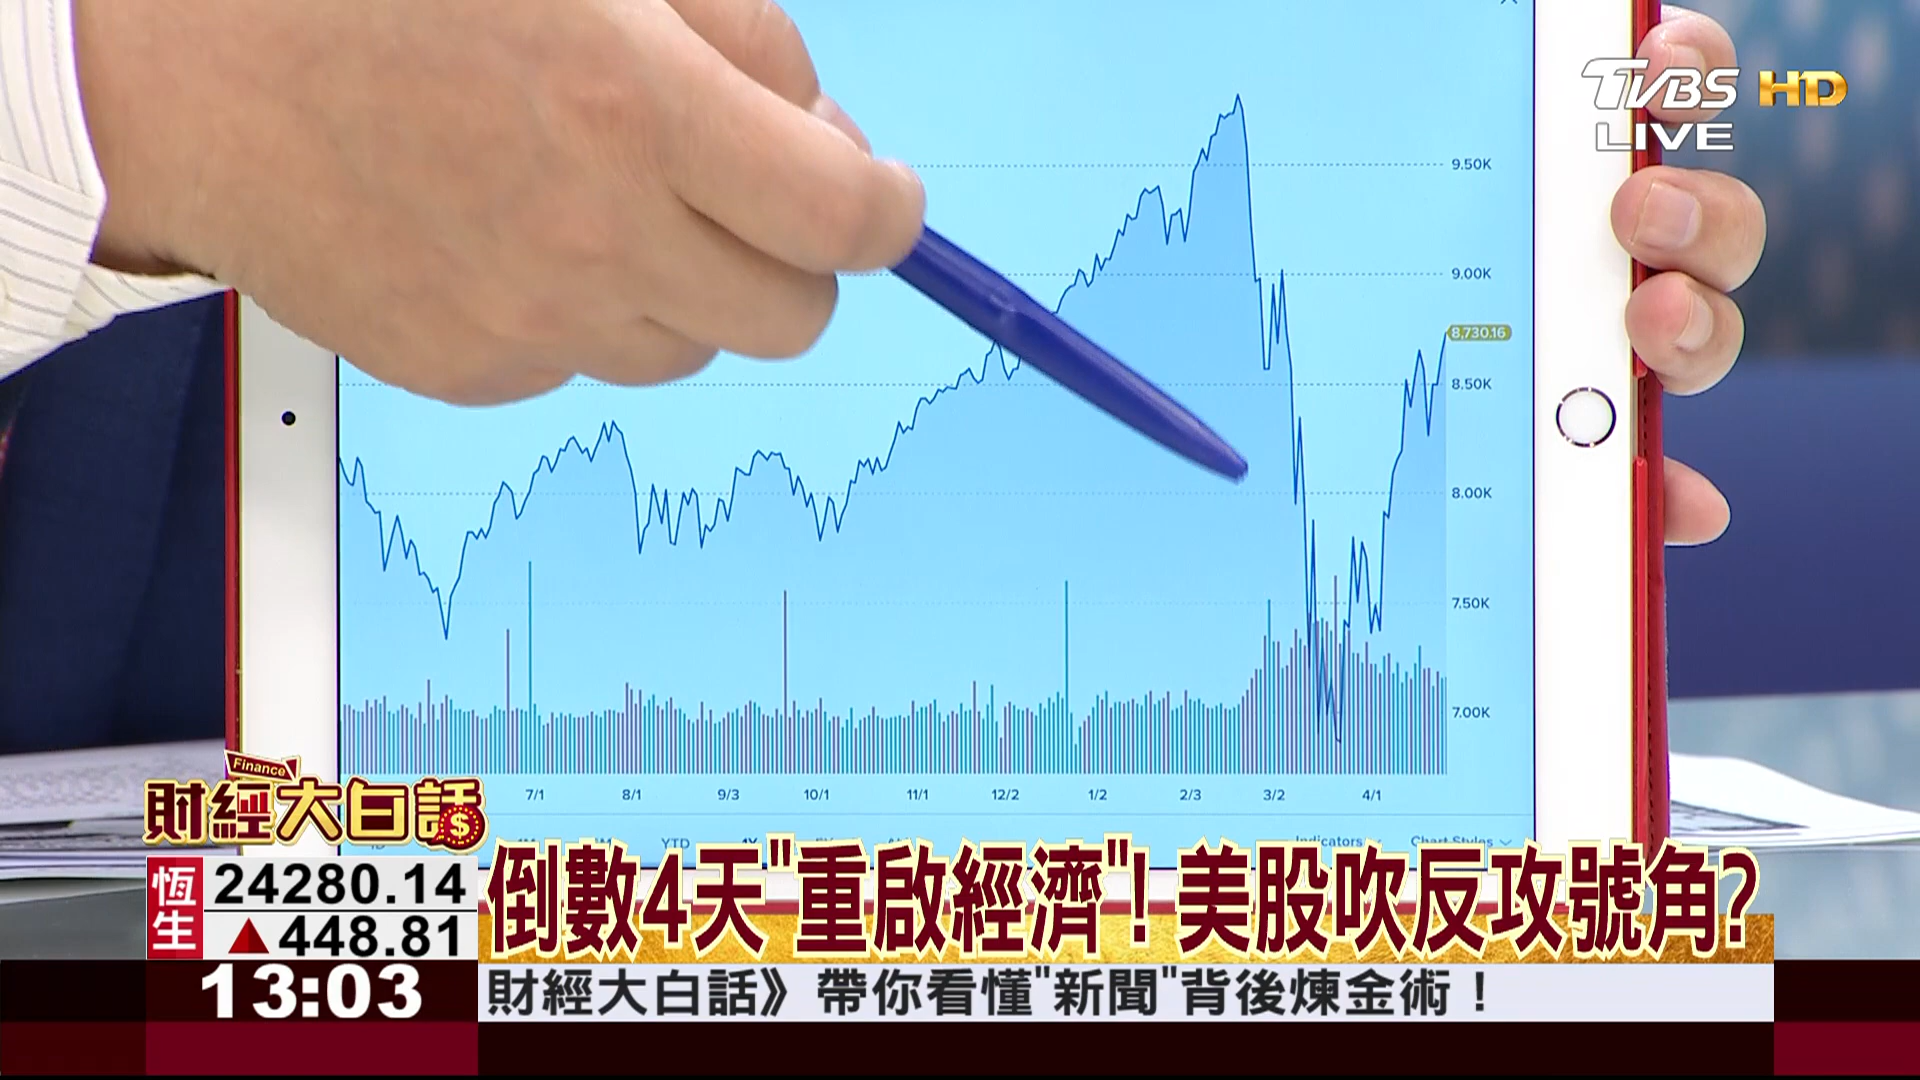 TVBS HD
LIVE
9.50K
9.00K
8,730.16
8.50K
8.00K
7.50K
7.00K
7/1 8/1 9/3 10/1 11/1 12/2 1/2 2/3 3/2 4/1
YTD 1Y
Indicators Chart Styles
Finance
財經大白話
恆生 24280.14
▲448.81
倒數4天"重啟經濟"! 美股吹反攻號角?
13:03
財經大白話》帶你看懂"新聞"背後煉金術！